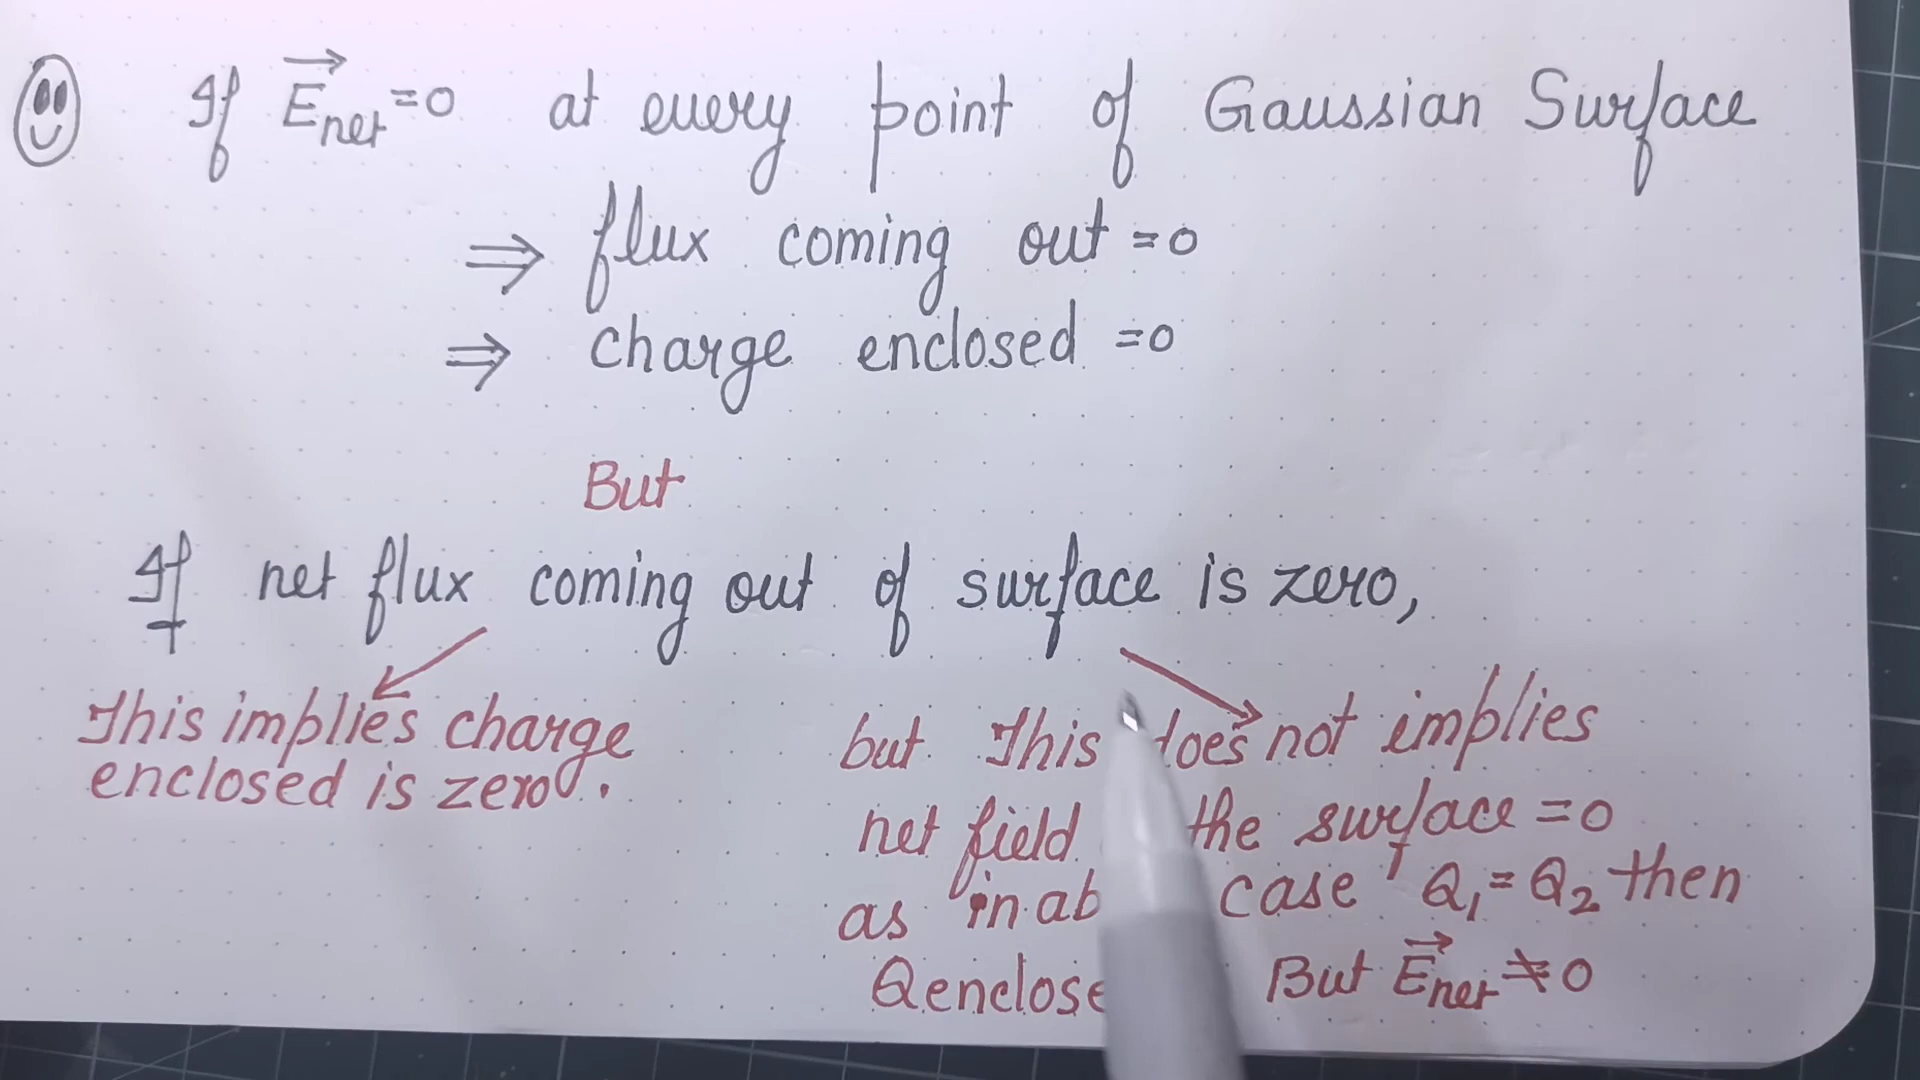 If E⃗net=0 at every point of Gaussian Surface
⇒ flux coming out =0
⇒ charge enclosed =0
But
If net flux coming out of surface is zero,
This implies charge
enclosed is zero.
but This does not implies
net field the surface =0
as in case Q₁=Q₂ then
But E⃗net≠0